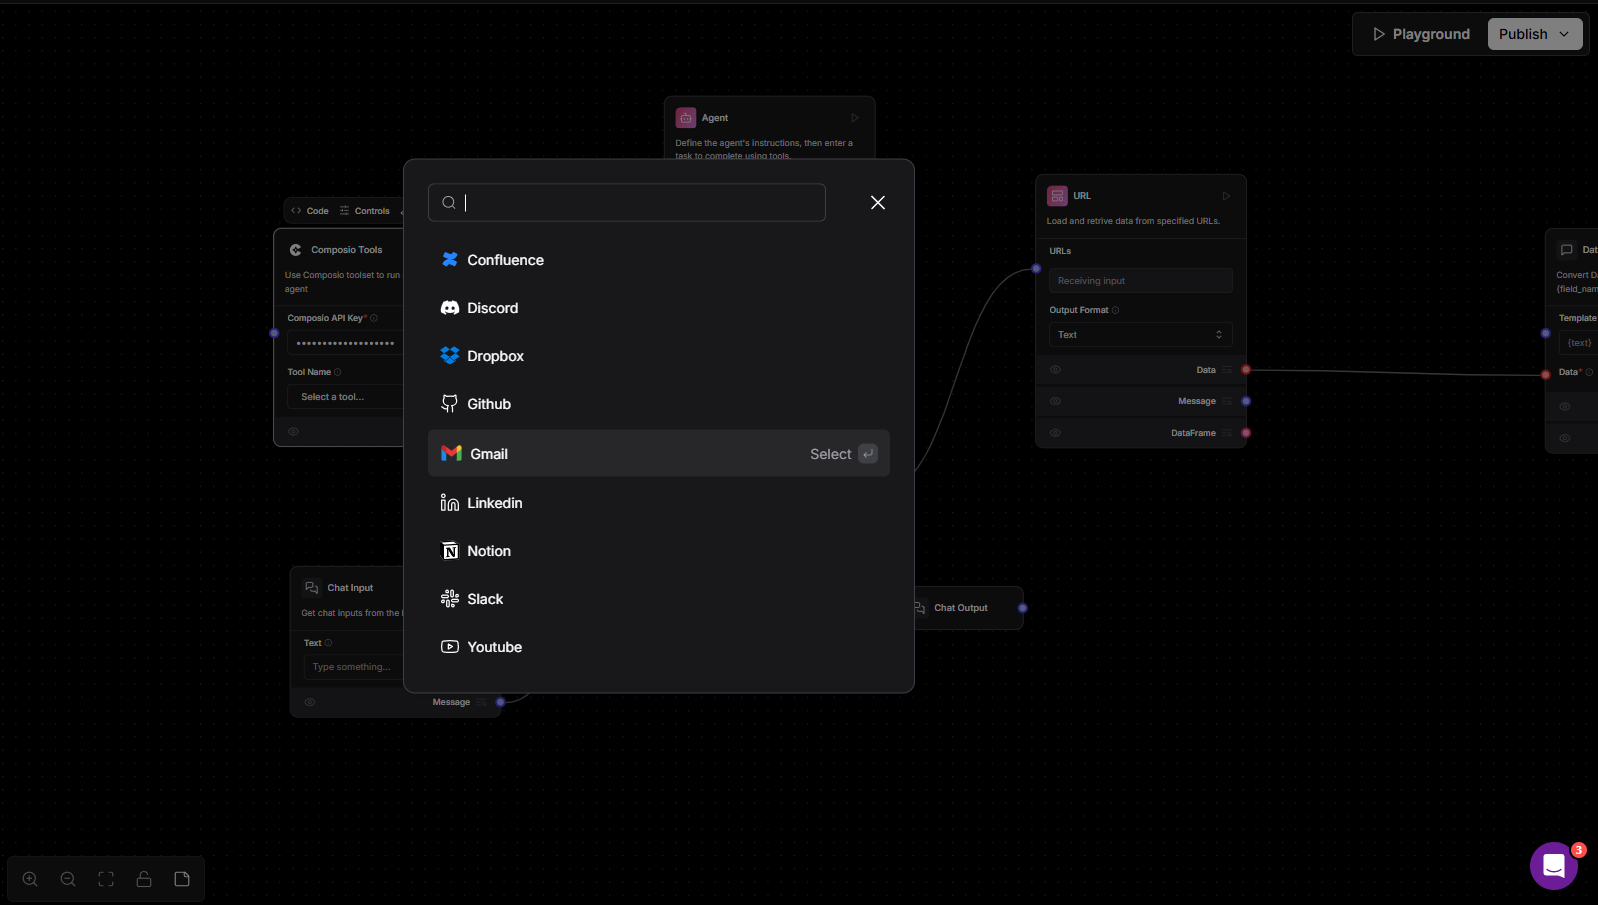 Playground
Publish
Agent
Define the agent's instructions, then enter a
task to complete using tools.
Code
Controls
Composio Tools
Use Composio toolset to run
agent
Composio API Key*
•••••••••••••••••••
Tool Name
Select a tool...
Confluence
Discord
Dropbox
Github
Gmail
Select
Linkedin
Notion
Slack
Youtube
URL
Load and retrive data from specified URLs.
URLs
Receiving input
Output Format
Text
Data
Message
DataFrame
Dat
Convert Da
{field_nam
Template
{text}
Data*
Chat Input
Get chat inputs from the
Text
Type something...
Message
Chat Output
3